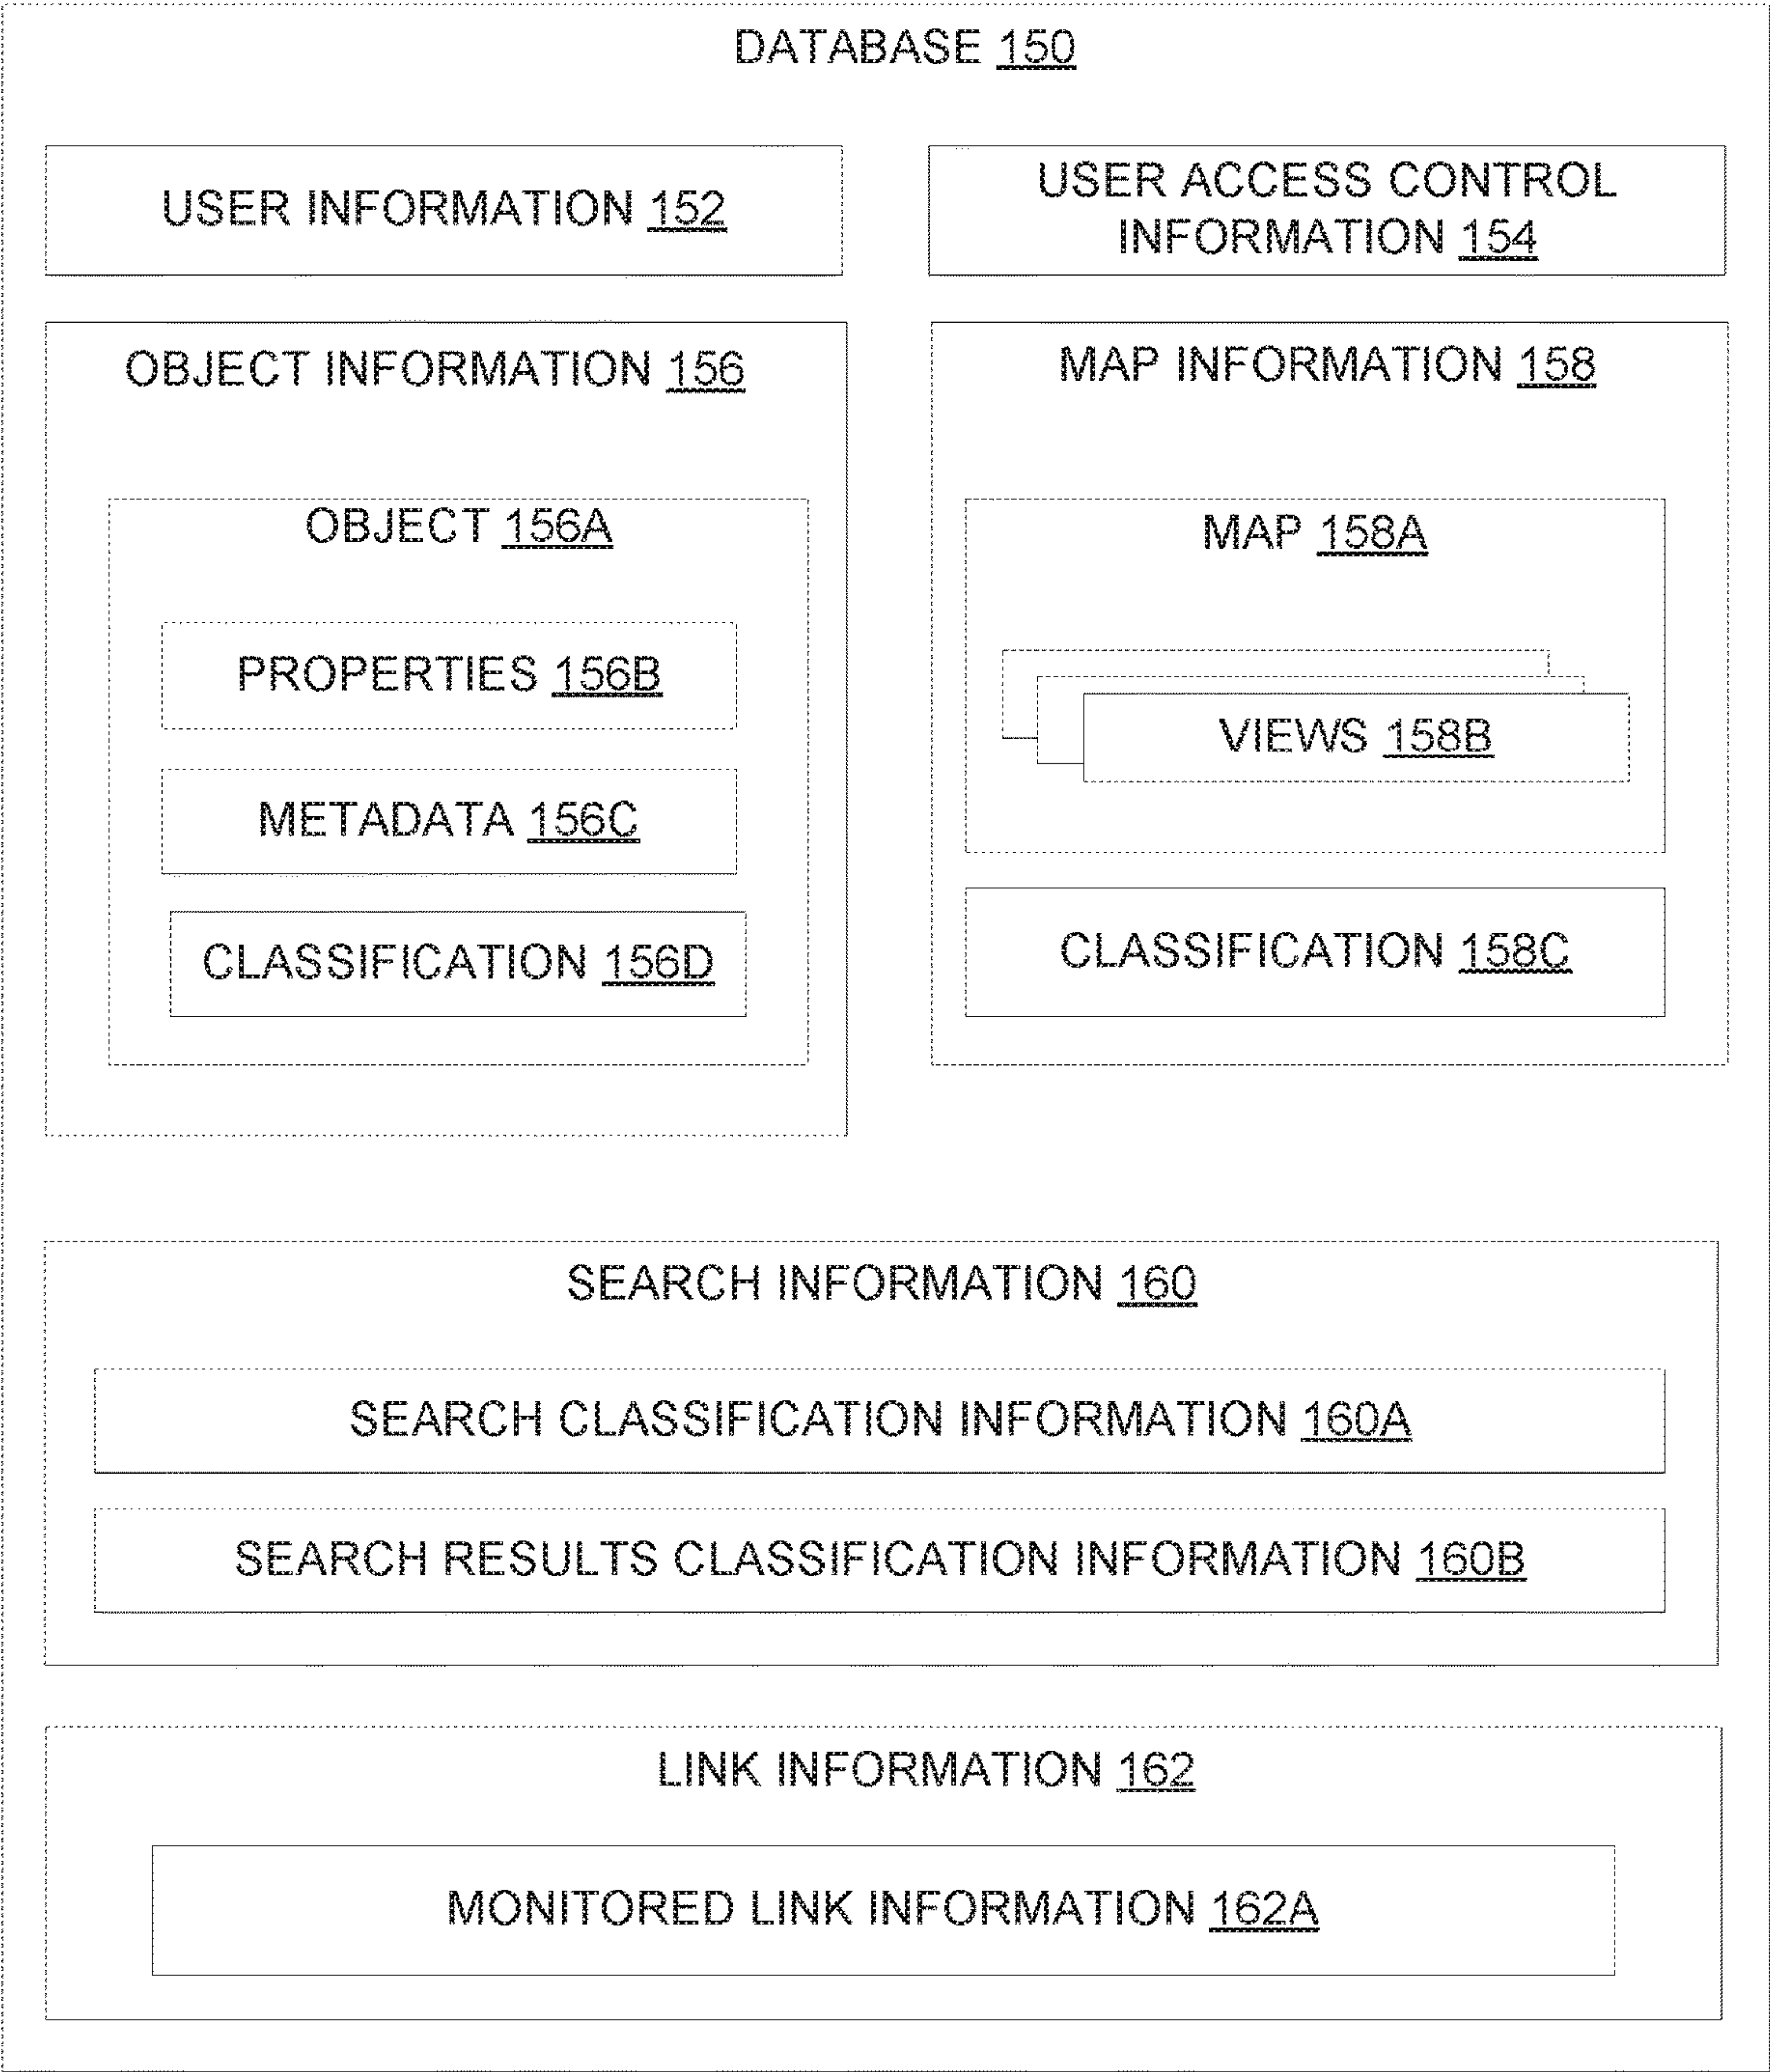 DATABASE 150
USER INFORMATION 152
USER ACCESS CONTROL
INFORMATION 154
OBJECT INFORMATION 156
OBJECT 156A
PROPERTIES 156B
METADATA 156C
CLASSIFICATION 156D
MAP INFORMATION 158
MAP 158A
VIEWS 158B
CLASSIFICATION 158C
SEARCH INFORMATION 160
SEARCH CLASSIFICATION INFORMATION 160A
SEARCH RESULTS CLASSIFICATION INFORMATION 160B
LINK INFORMATION 162
MONITORED LINK INFORMATION 162A